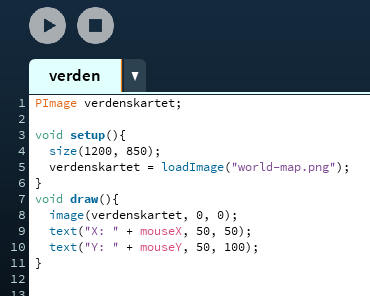 verden
1 PImage verdenskartet;
2
3 void setup(){
4   size(1200, 850);
5   verdenskartet = loadImage("world-map.png");
6 }
7 void draw(){
8   image(verdenskartet, 0, 0);
9   text("X: " + mouseX, 50, 50);
10   text("Y: " + mouseY, 50, 100);
11 }
12
13